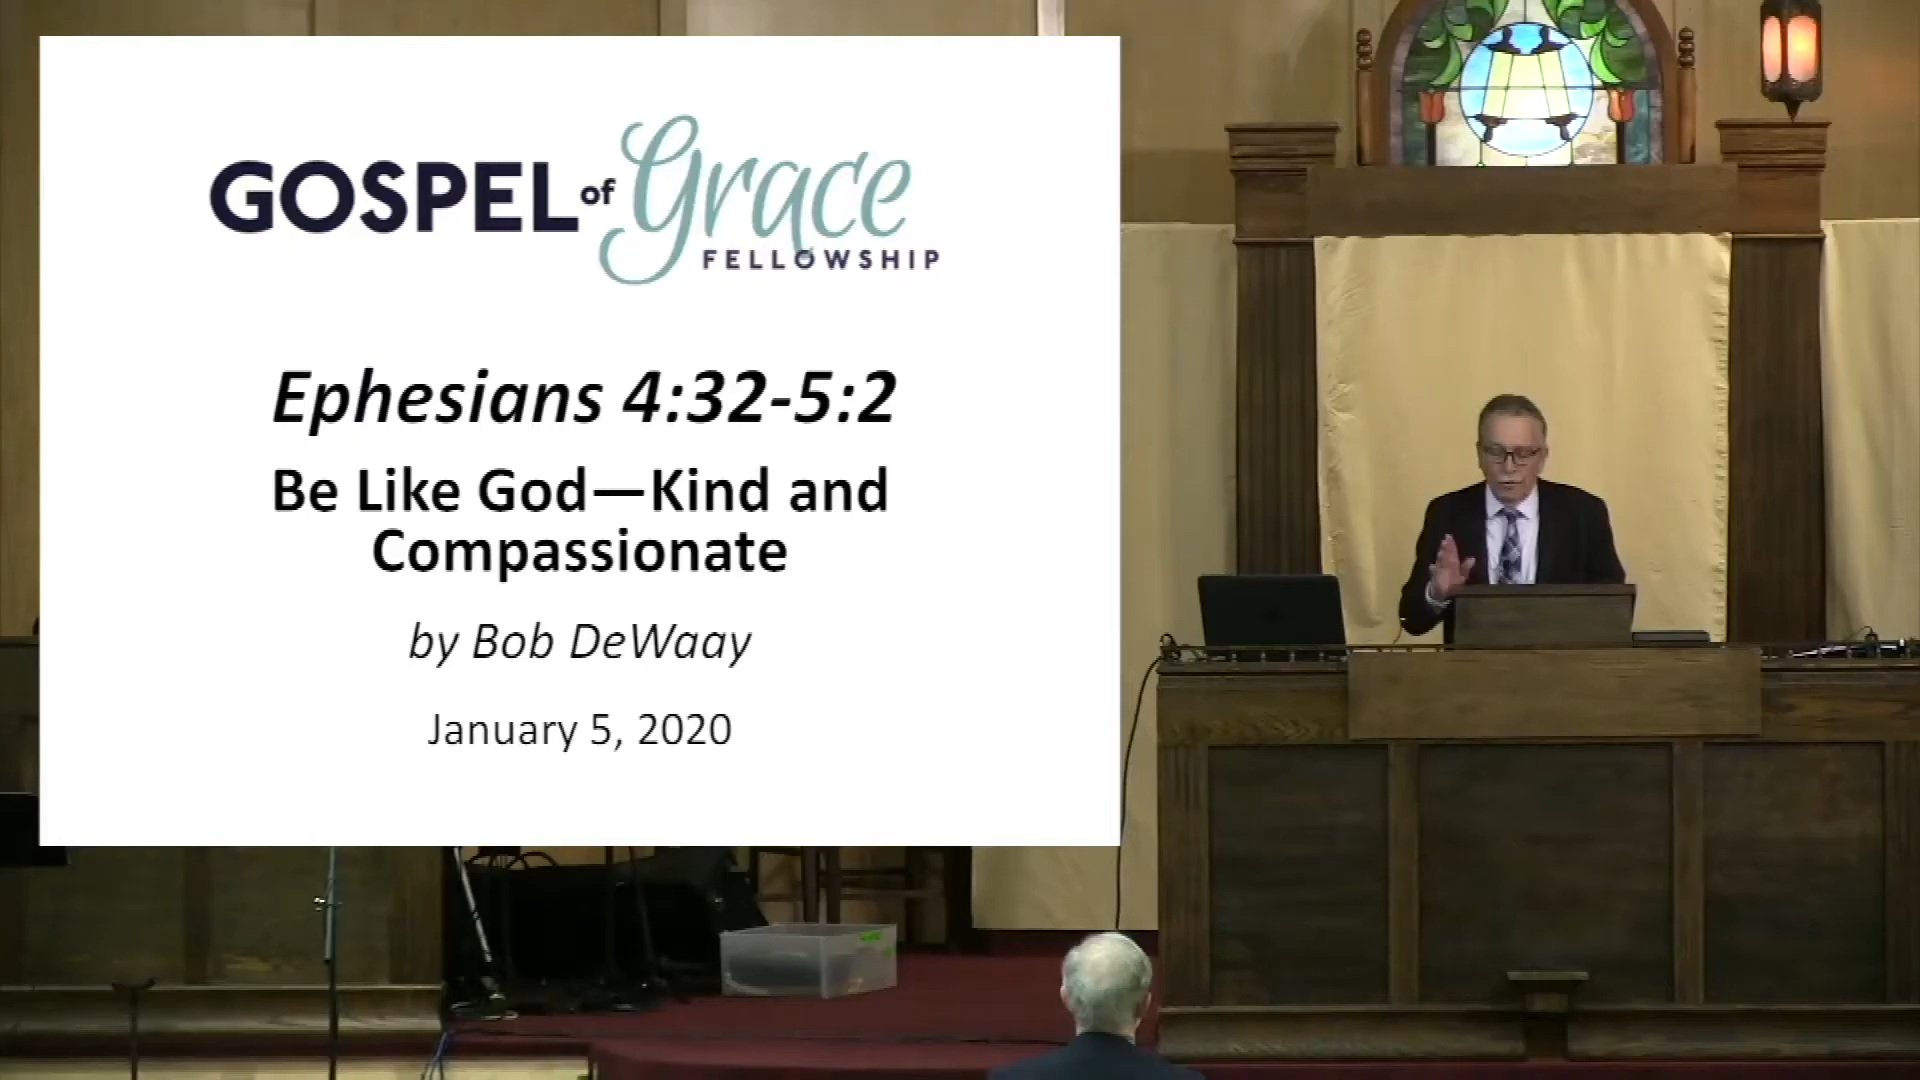 GOSPEL of Grace
FELLOWSHIP
Ephesians 4:32-5:2
Be Like God—Kind and
Compassionate
by Bob DeWaay
January 5, 2020